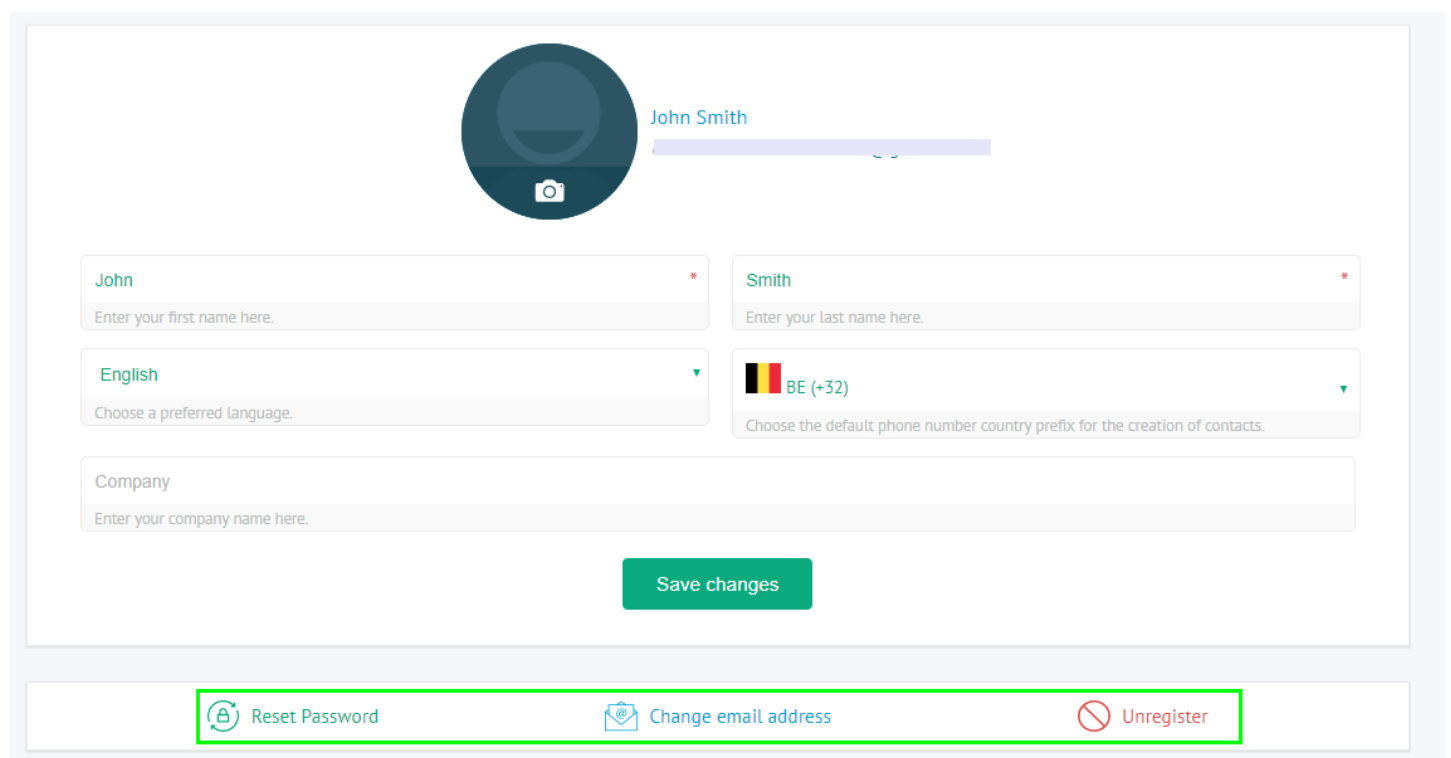 John Smith
John *
Smith *
Enter your first name here.
Enter your last name here.
English
BE (+32)
Choose a preferred language.
Choose the default phone number country prefix for the creation of contacts.
Company
Enter your company name here.
Save changes
Reset Password
Change email address
Unregister